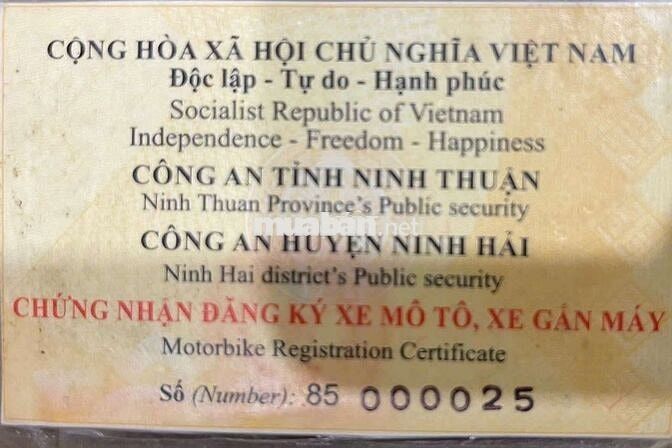 CỘNG HÒA XÃ HỘI CHỦ NGHĨA VIỆT NAM
Độc lập - Tự do - Hạnh phúc
Socialist Republic of Vietnam
Independence - Freedom - Happiness
CÔNG AN TỈNH NINH THUẬN
Ninh Thuan Province's Public security
muaban.net
CÔNG AN HUYỆN NINH HẢI
Ninh Hai district's Public security
CHỨNG NHẬN ĐĂNG KÝ XE MÔ TÔ, XE GẮN MÁY
Motorbike Registration Certificate
Số (Number): 85 000025